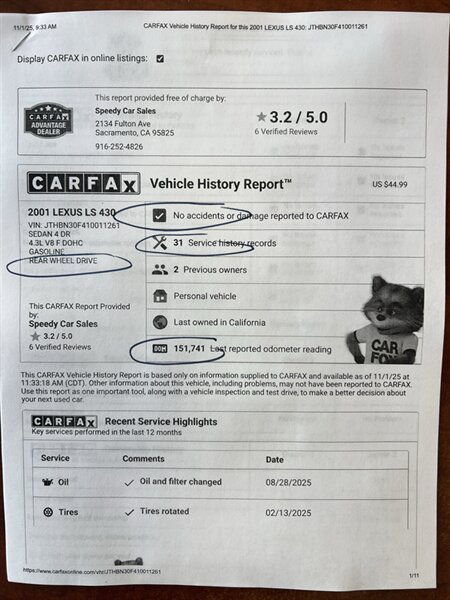 11/1/25, 9:33 AM CARFAX Vehicle History Report for this 2001 LEXUS LS 430: JTHBN30F410011261
Display CARFAX in online listings:
CARFAX
ADVANTAGE
DEALER
This report provided free of charge by:
Speedy Car Sales
2134 Fulton Ave
Sacramento, CA 95825
916-252-4826
3.2 / 5.0
6 Verified Reviews
CARFAX Vehicle History Report™ US $44.99
2001 LEXUS LS 430
VIN: JTHBN30F410011261
SEDAN 4 DR
4.3L V8 F DOHC
GASOLINE
REAR WHEEL DRIVE
This CARFAX Report Provided
by:
Speedy Car Sales
3.2 / 5.0
6 Verified Reviews
No accidents or damage reported to CARFAX
31 Service history records
2 Previous owners
Personal vehicle
Last owned in California
151,741 Last reported odometer reading
CAR
FOX
This CARFAX Vehicle History Report is based only on information supplied to CARFAX and available as of 11/1/25 at
11:33:18 AM (CDT). Other information about this vehicle, including problems, may not have been reported to CARFAX.
Use this report as one important tool, along with a vehicle inspection and test drive, to make a better decision about
your next used car.
CARFAX Recent Service Highlights
Key services performed in the last 12 months
Service Comments Date
Oil Oil and filter changed 08/28/2025
Tires Tires rotated 02/13/2025
https://www.carfaxonline.com/vhr/JTHBN30F410011261 1/11